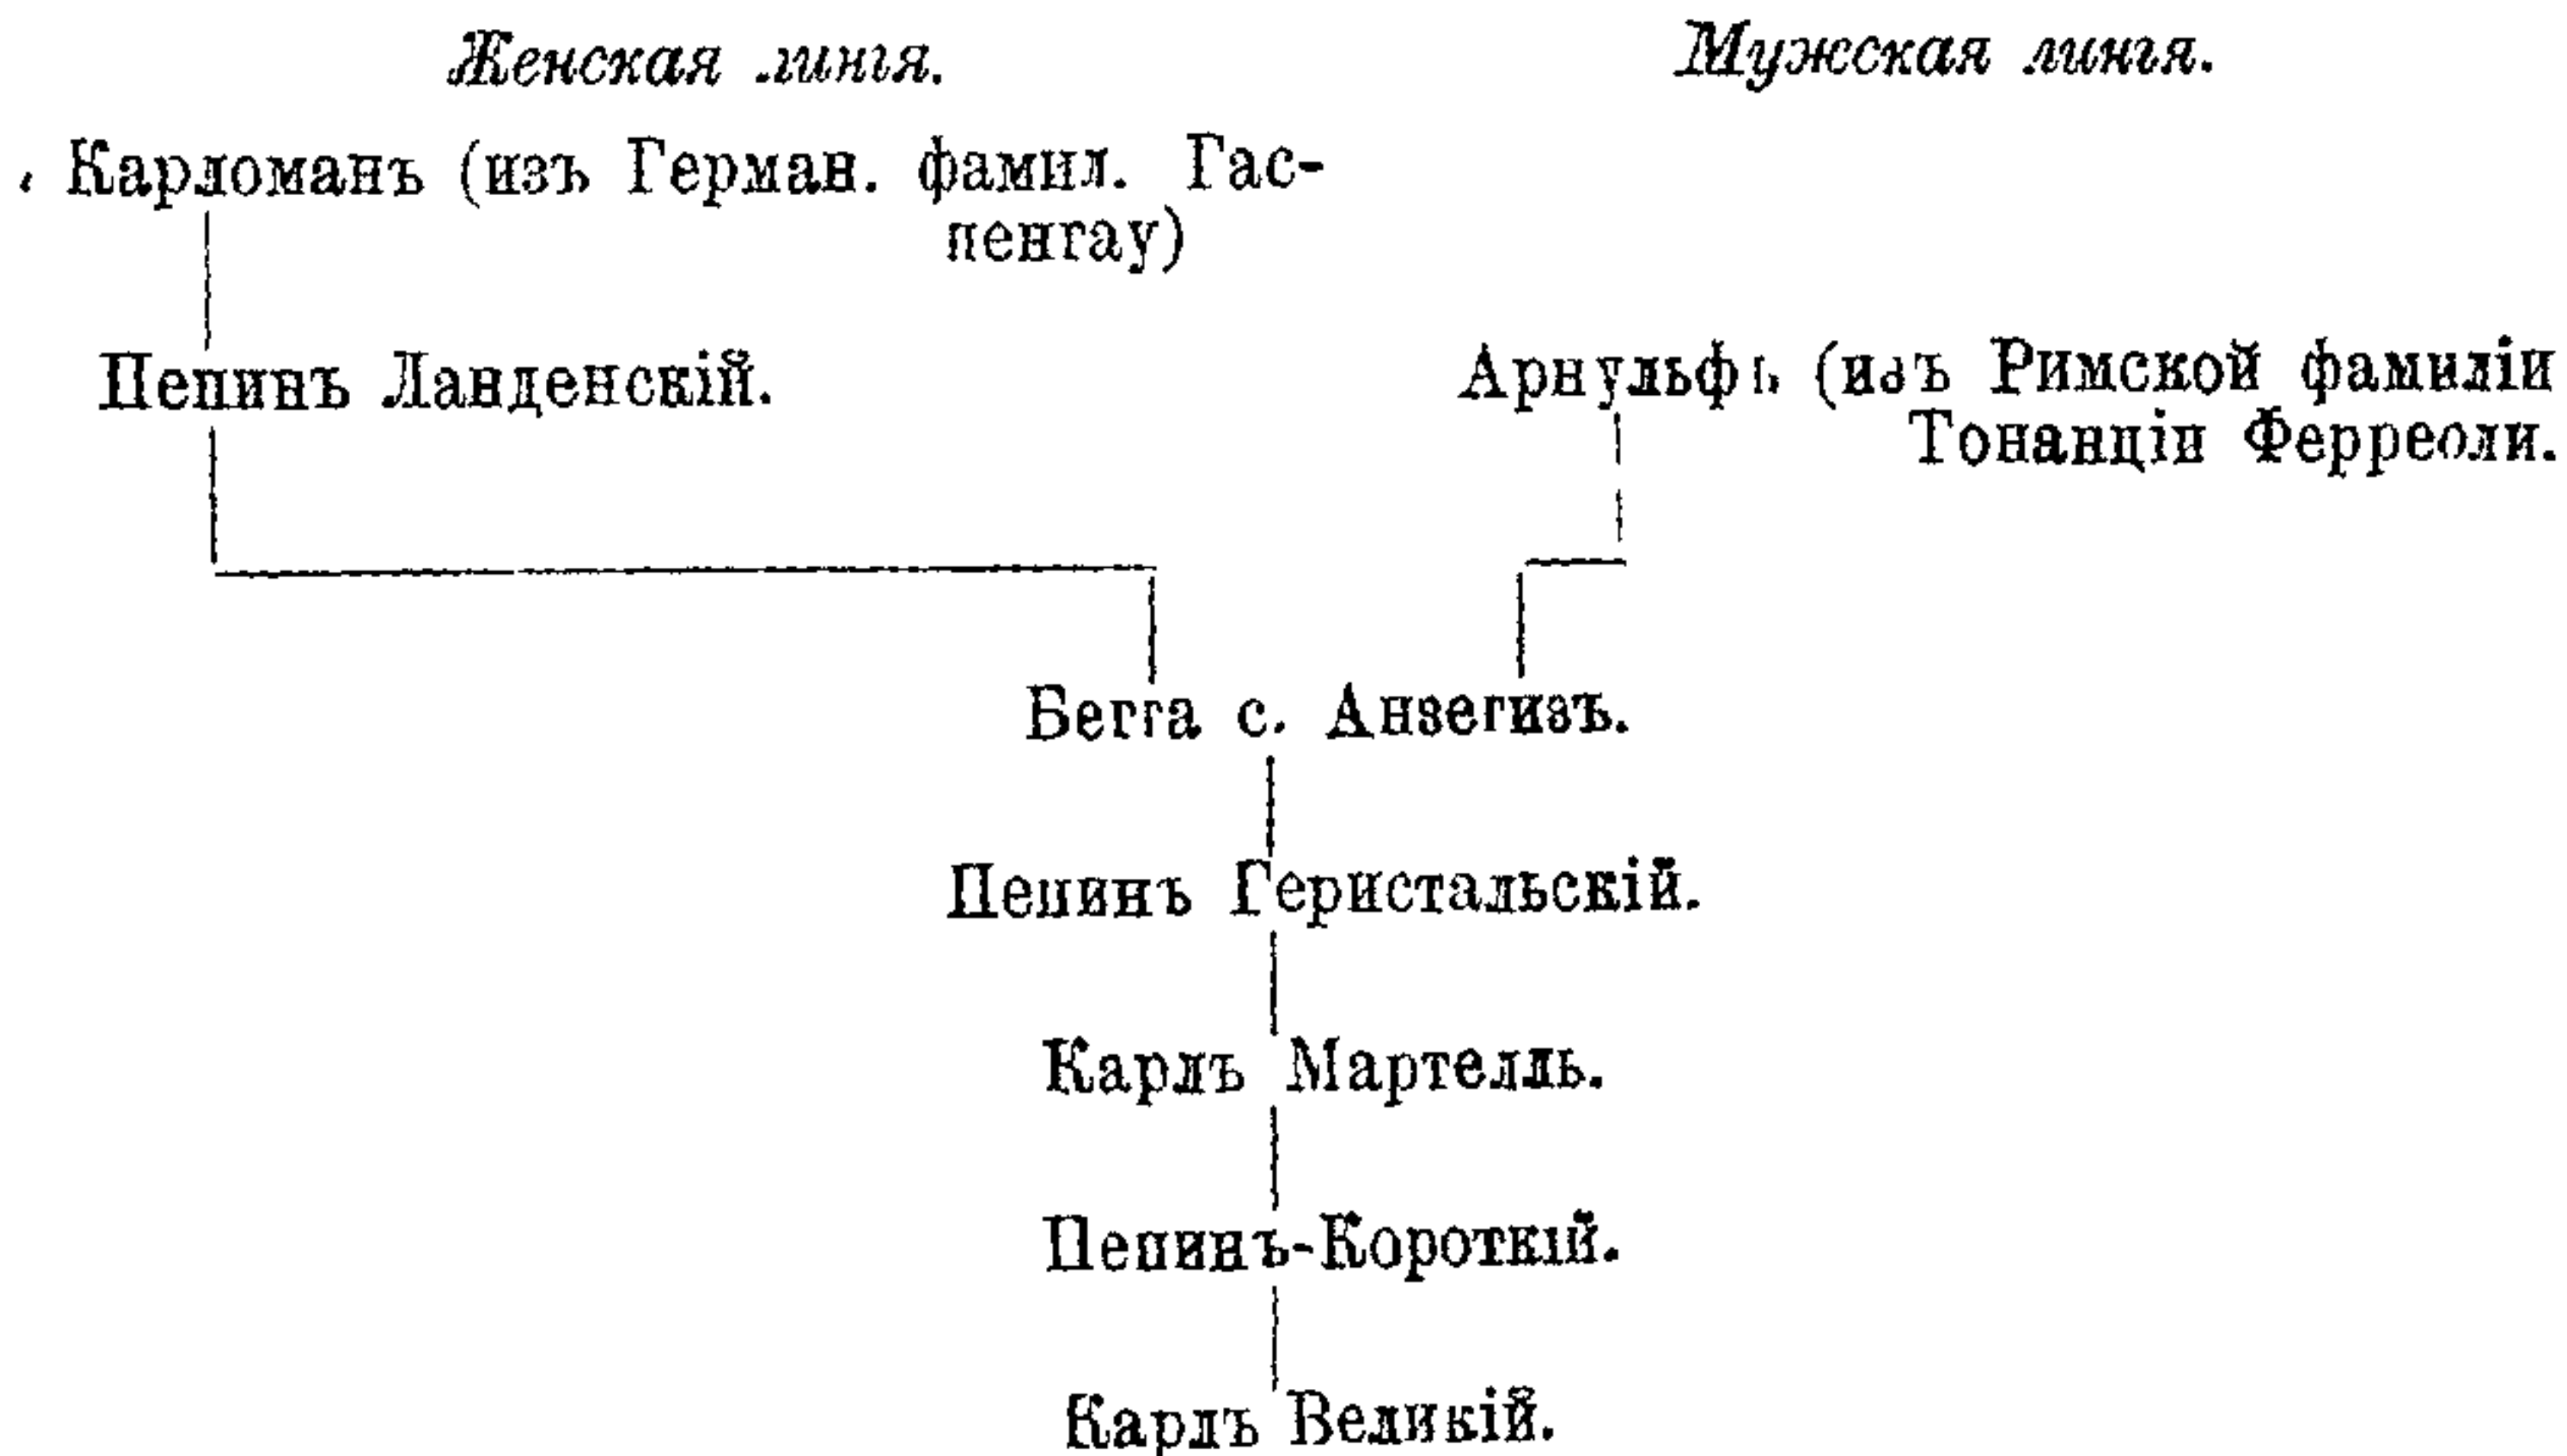 Женская линія.
Мужская линія.
Карломанъ (изъ Герман. фамил. Гас-
пенгау)
Пепинъ Ланденскій.
Арнульфъ (изъ Римской фамиліи
Тонанціи Ферреоли.
Бегга с. Анзегизъ.
Пепинъ Геристальскій.
Карлъ Мартелль.
Пепинъ-Короткій.
Карлъ Великій.